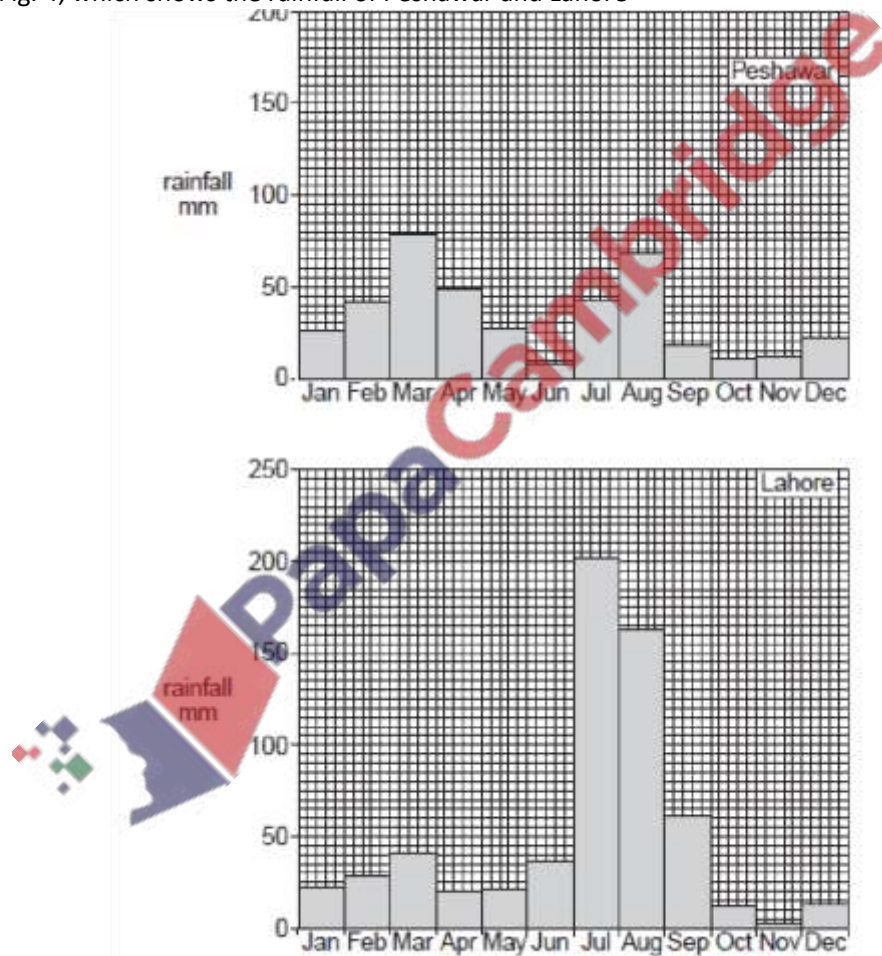 Fig. 4, which shows the rainfall of Peshawar and Lahore
200
Peshawar
150
rainfall
mm
100
50
0
Jan Feb Mar Apr May Jun Jul Aug Sep Oct Nov Dec
PapaCambridge
250
Lahore
200
150
rainfall
mm
100
50
0
Jan Feb Mar Apr May Jun Jul Aug Sep Oct Nov Dec